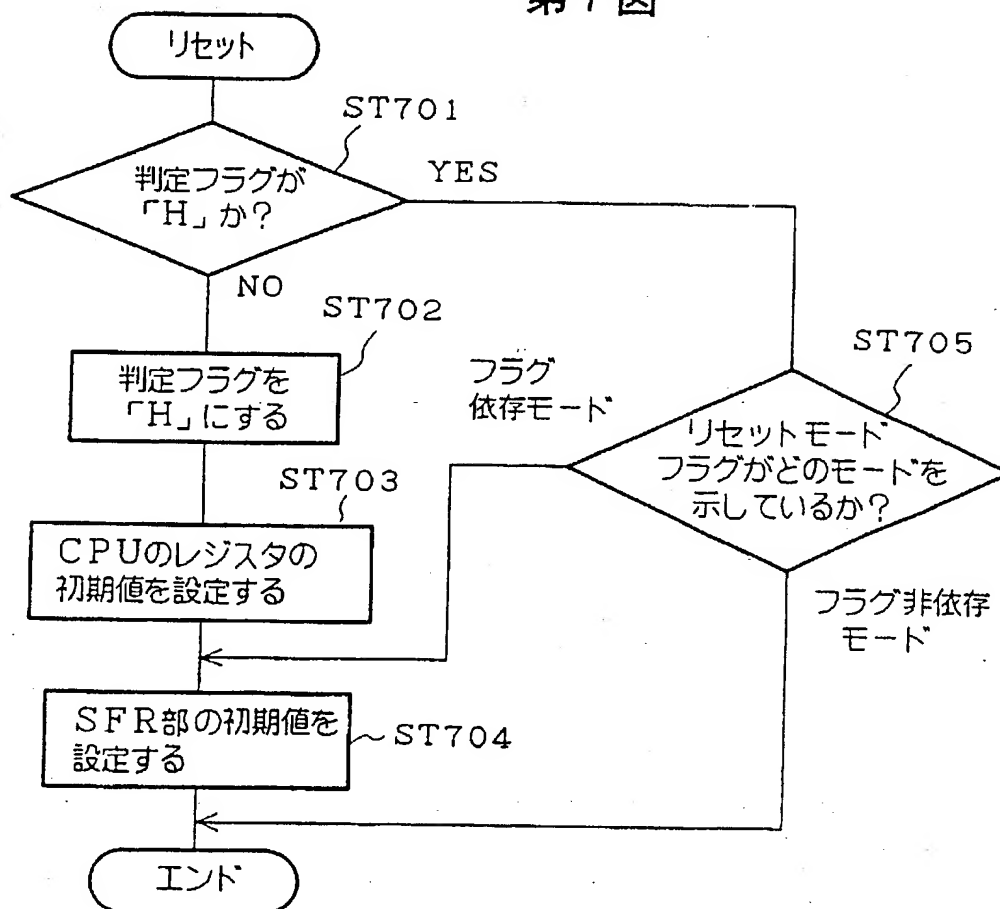 第7図
リセット
ST701
判定フラグが
「H」か?
YES
NO
ST702
判定フラグを
「H」にする
フラグ
依存モード
ST705
リセットモード
フラグがどのモードを
示しているか?
ST703
CPUのレジスタの
初期値を設定する
フラグ非依存
モード
SFR部の初期値を
設定する
ST704
エンド